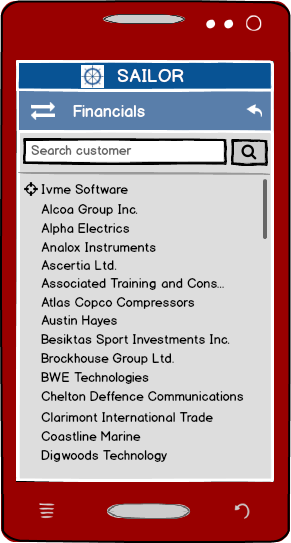 SAILOR
Financials
Search customer
Ivme Software
Alcoa Group Inc.
Alpha Electrics
Analox Instruments
Ascertia Ltd.
Associated Training and Cons...
Atlas Copco Compressors
Austin Hayes
Besiktas Sport Investments Inc.
Brockhouse Group Ltd.
BWE Technologies
Chelton Deffence Communications
Clarimont International Trade
Coastline Marine
Digwoods Technology